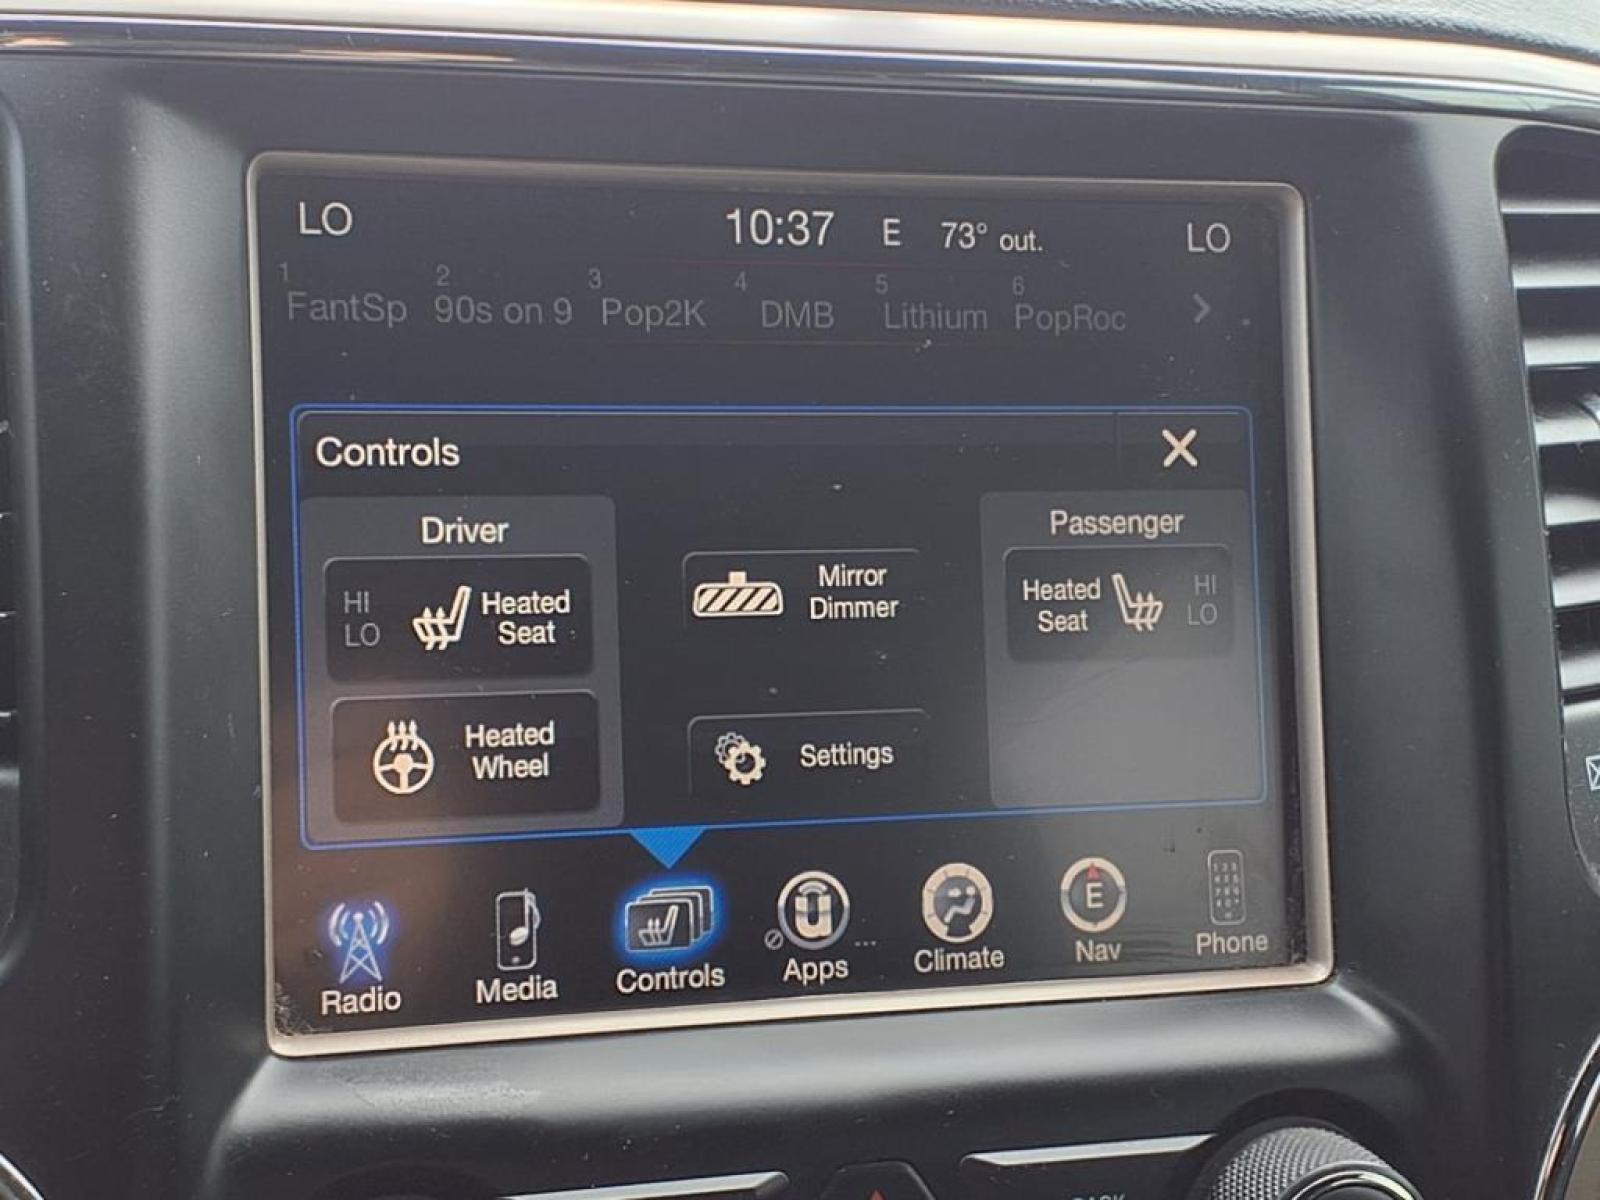 LO 10:37 E 73° out. LO
1 2 3 4 5 6
FantSp 90s on 9 Pop2K DMB Lithium PopRoc >
Controls X
Driver
HI
LO
Heated
Seat
Heated
Wheel
Mirror
Dimmer
Settings
Passenger
Heated
Seat
HI
LO
Radio Media Controls Apps Climate E Nav Phone